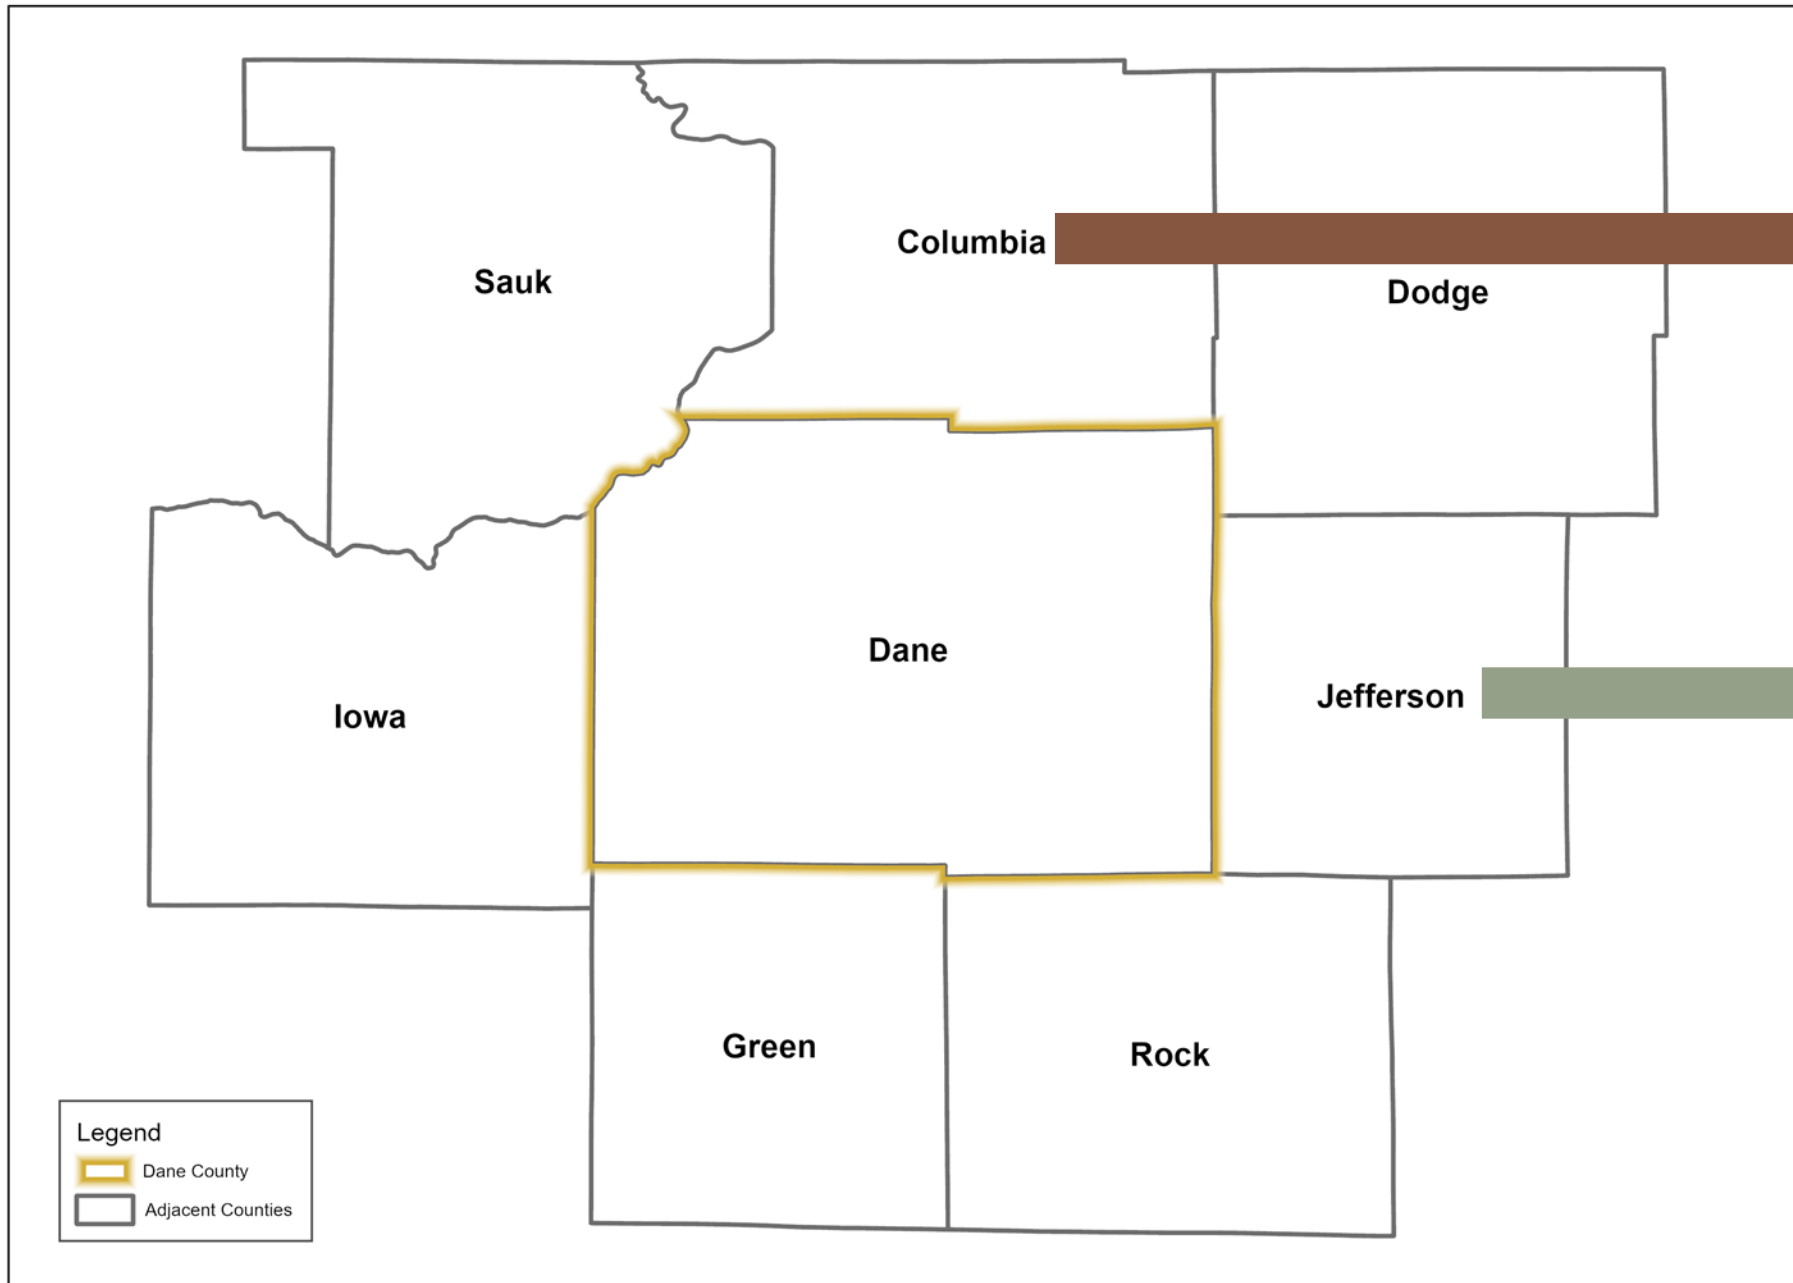 Columbia
Sauk
Dodge
Dane
Jefferson
Iowa
Green
Rock
Legend
Dane County
Adjacent Counties